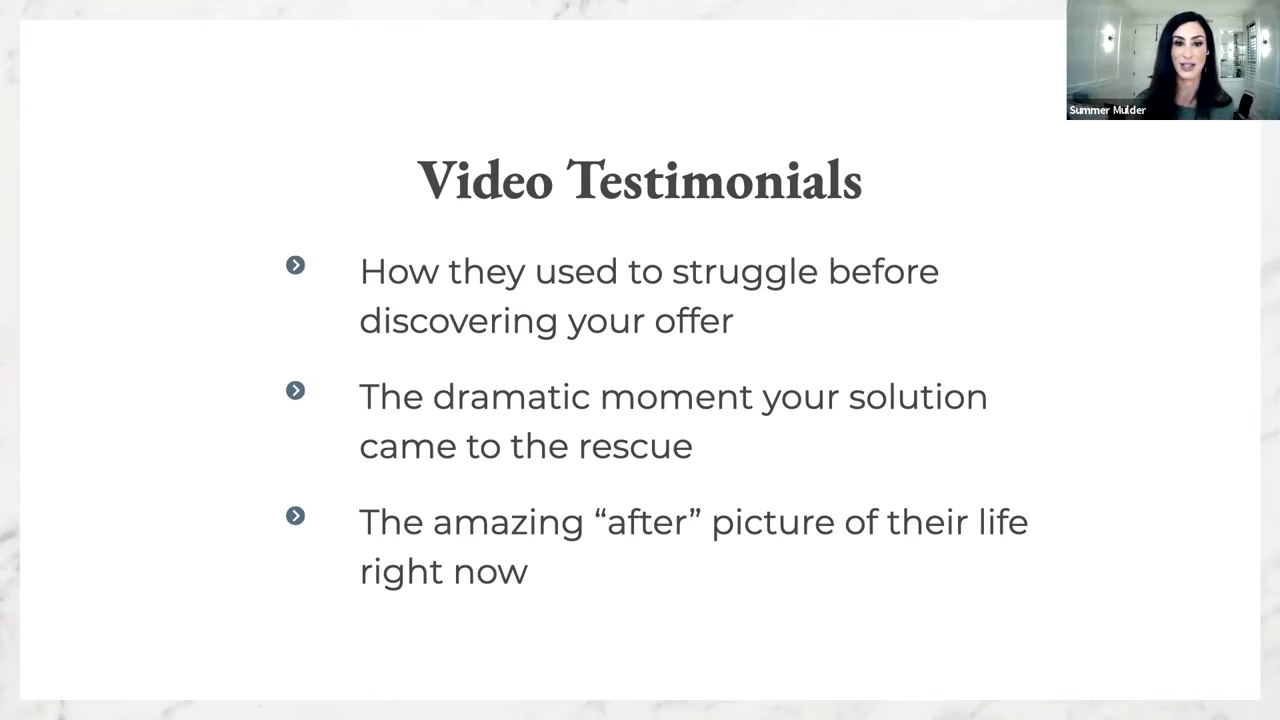 Summer Mulder
Video Testimonials
How they used to struggle before
discovering your offer
The dramatic moment your solution
came to the rescue
The amazing “after” picture of their life
right now